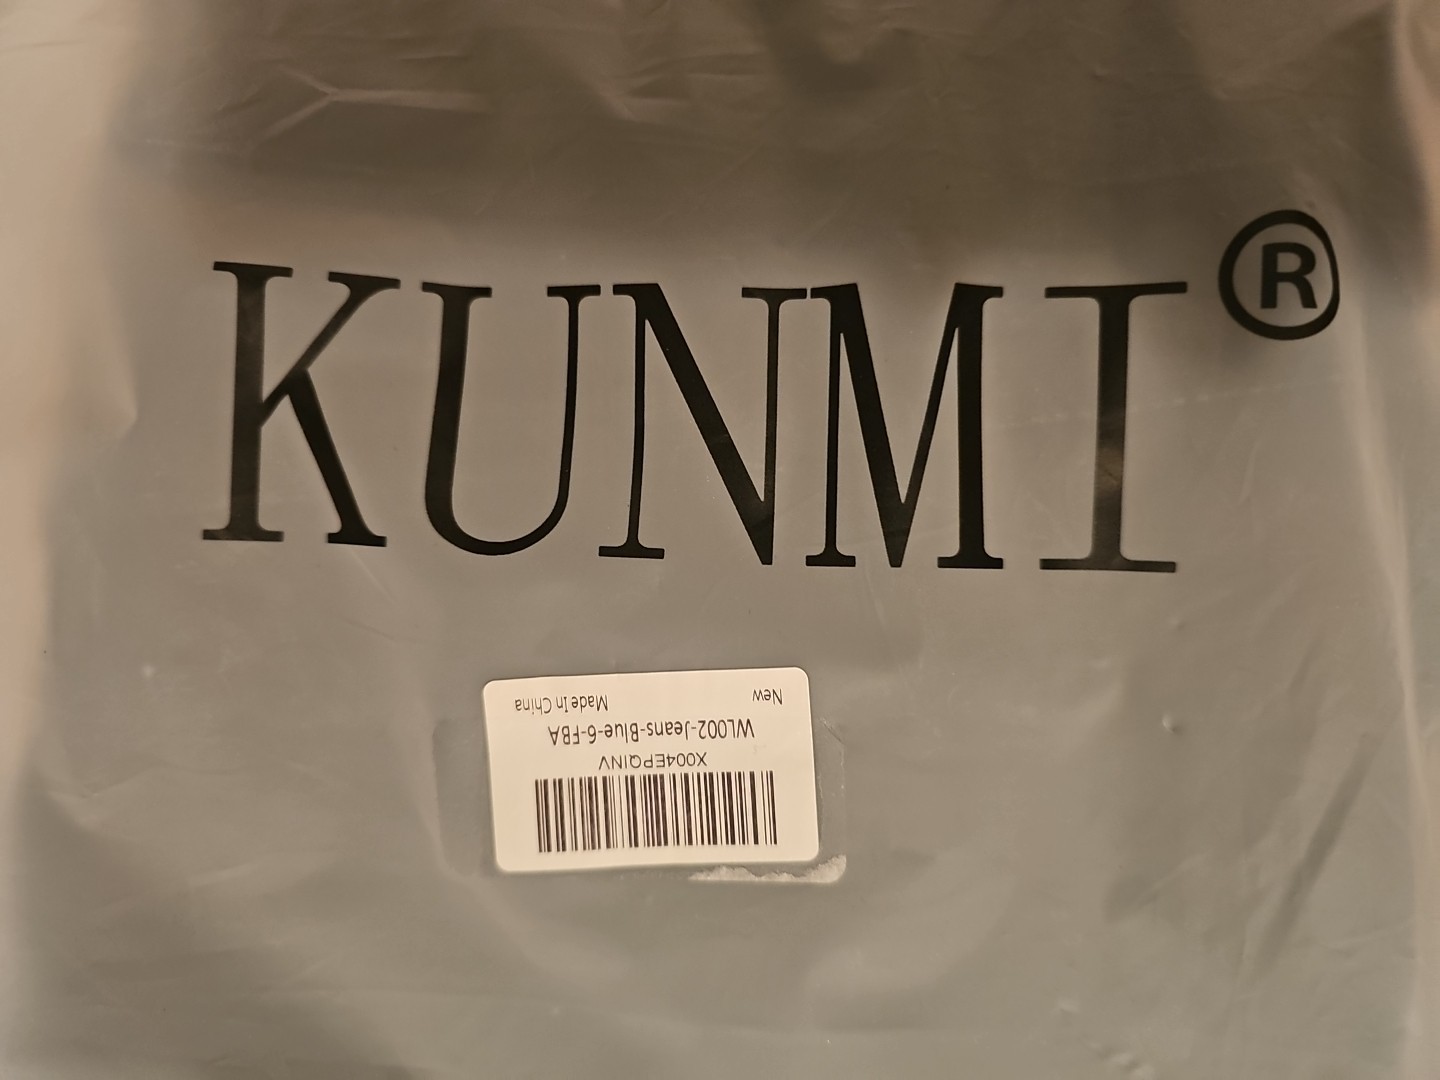 KUNMI®
X004EPQINV
WL002-Jeans-Blue-6-FBA
New Made In China